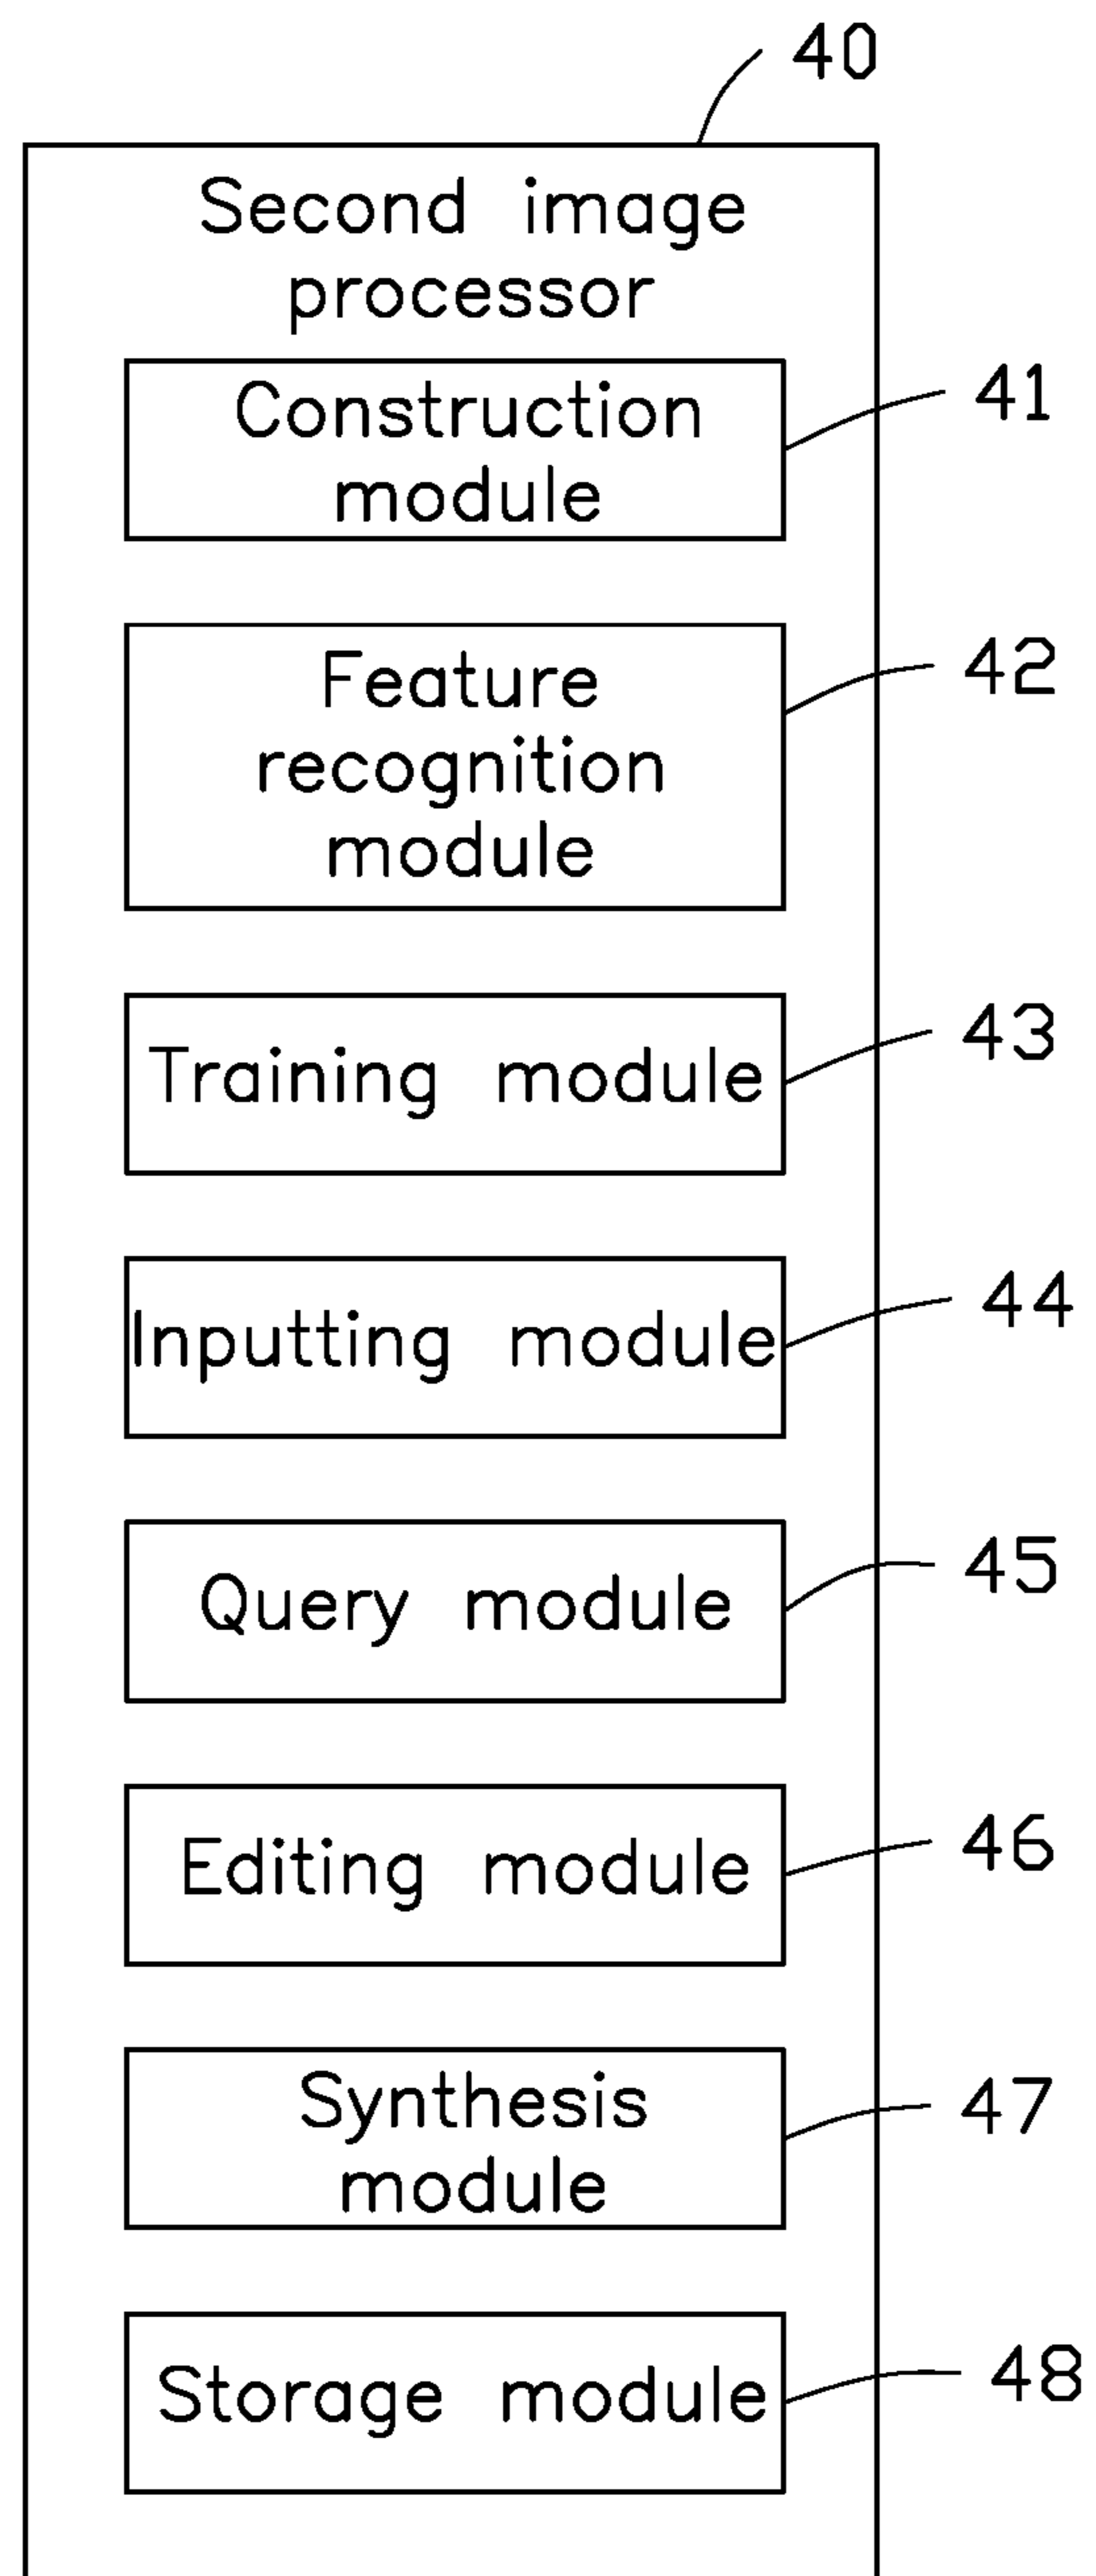 40
Second image
processor
Construction
module
41
Feature
recognition
module
42
Training module
43
Inputting module
44
Query module
45
Editing module
46
Synthesis
module
47
Storage module
48